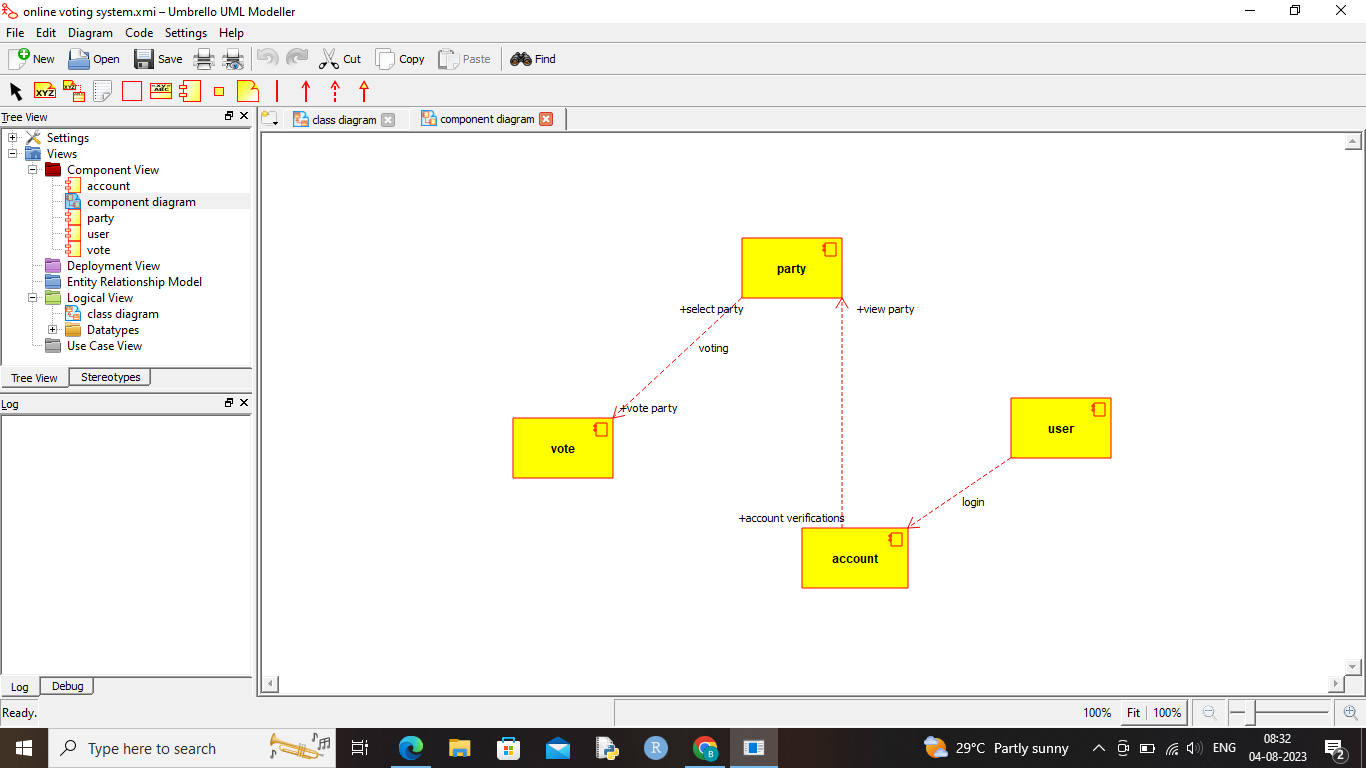 online voting system.xmi – Umbrello UML Modeller
File Edit Diagram Code Settings Help
New Open Save Cut Copy Paste Find
XYZ
Tree View
class diagram component diagram
Settings
Views
Component View
account
component diagram
party
user
vote
Deployment View
Entity Relationship Model
Logical View
class diagram
Datatypes
Use Case View
Tree View Stereotypes
Log
Log Debug
party
+select party +view party
voting
+vote party
vote
user
login
+account verifications
account
Ready. 100% Fit 100%
Type here to search
R
B
29°C Partly sunny
ENG
08:32
04-08-2023
2